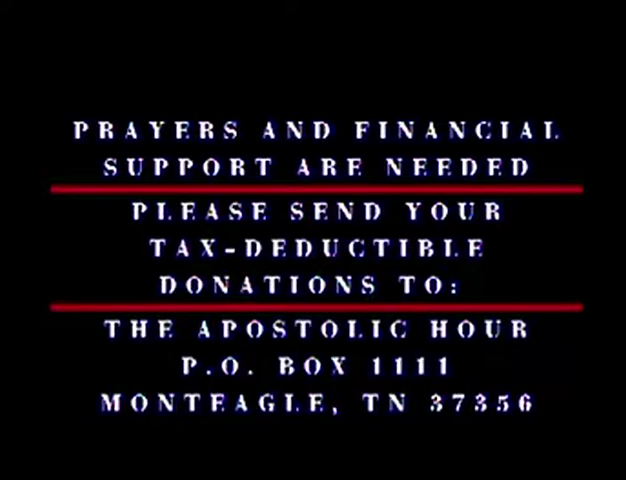 PRAYERS AND FINANCIAL
SUPPORT ARE NEEDED
PLEASE SEND YOUR
TAX-DEDUCTIBLE
DONATIONS TO:
THE APOSTOLIC HOUR
P.O. BOX 1111
MONTEAGLE, TN 37356